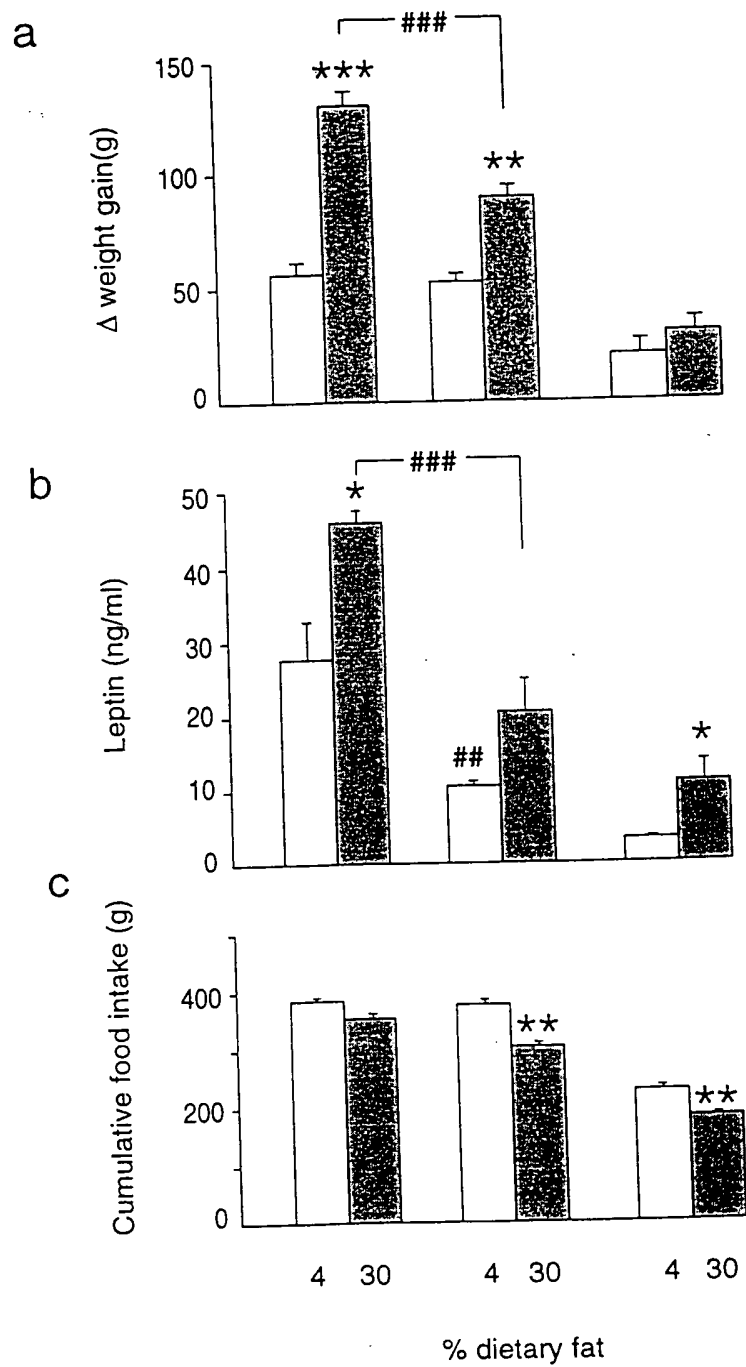 a
###
Δ weight gain(g)
150
100
50
0
***
**
b
###
Leptin (ng/ml)
50
40
30
20
10
0
*
##
*
c
Cumulative food intake (g)
400
200
0
**
**
4 30 4 30 4 30
% dietary fat